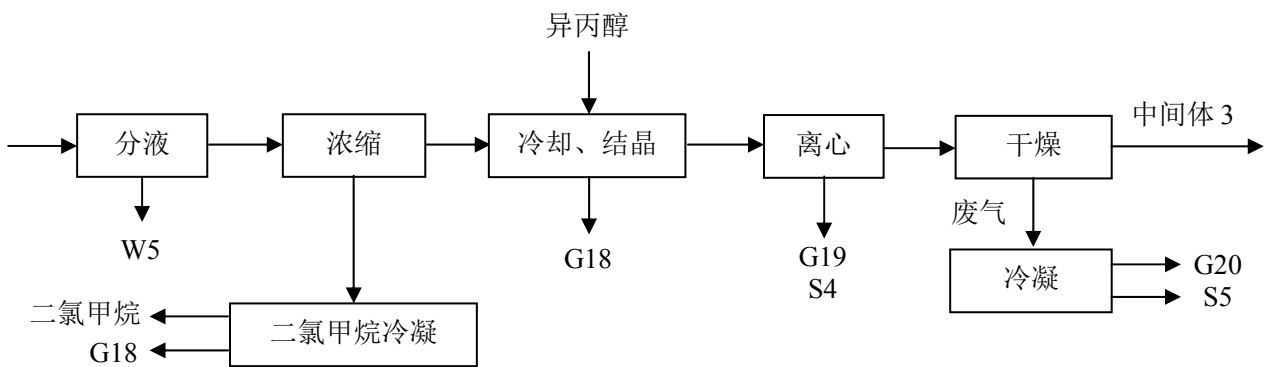 异丙醇
分液
浓缩
冷却、结晶
离心
干燥
中间体 3
W5
G18
G19
S4
废气
冷凝
G20
S5
二氯甲烷
G18
二氯甲烷冷凝